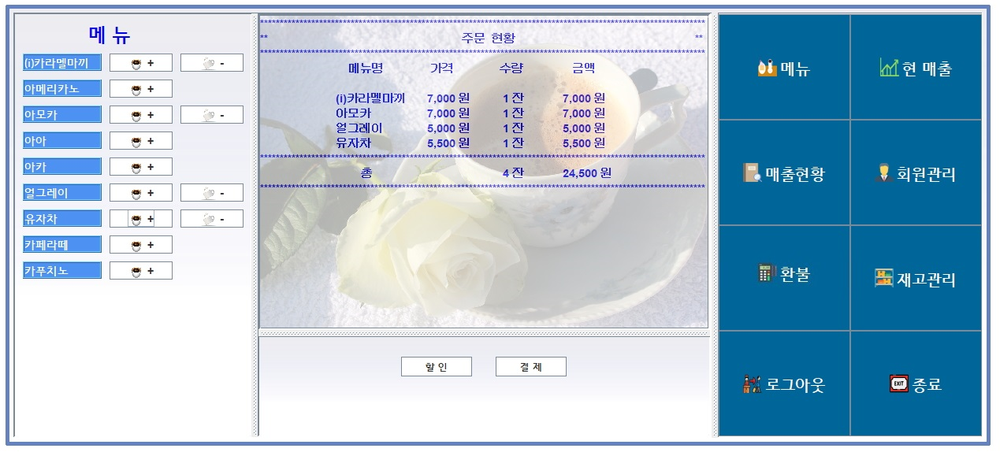 메 뉴
(i)카라멜마끼 + -
아메리카노 +
아모카 + -
아아 +
아카 +
얼그레이 + -
유자차 + -
카페라떼 +
카푸치노 +
** 주문 현황 **
메뉴명 가격 수량 금액
(i)카라멜마끼 7,000 원 1 잔 7,000 원
아모카 7,000 원 1 잔 7,000 원
얼그레이 5,000 원 1 잔 5,000 원
유자차 5,500 원 1 잔 5,500 원
총 4 잔 24,500 원
할 인 결 제
메뉴 현 매출
매출현황 회원관리
환불 재고관리
로그아웃 EXIT 종료